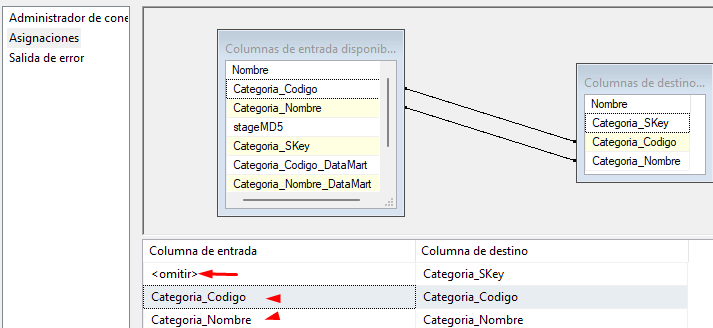 Administrador de cone
Asignaciones
Salida de error
Columnas de entrada disponib...
Nombre
Categoria_Codigo
Categoria_Nombre
stageMD5
Categoria_SKey
Categoria_Codigo_DataMart
Categoria_Nombre_DataMart
Columnas de destino...
Nombre
Categoria_SKey
Categoria_Codigo
Categoria_Nombre
Columna de entrada Columna de destino
<omitir> Categoria_SKey
Categoria_Codigo Categoria_Codigo
Categoria_Nombre Categoria_Nombre